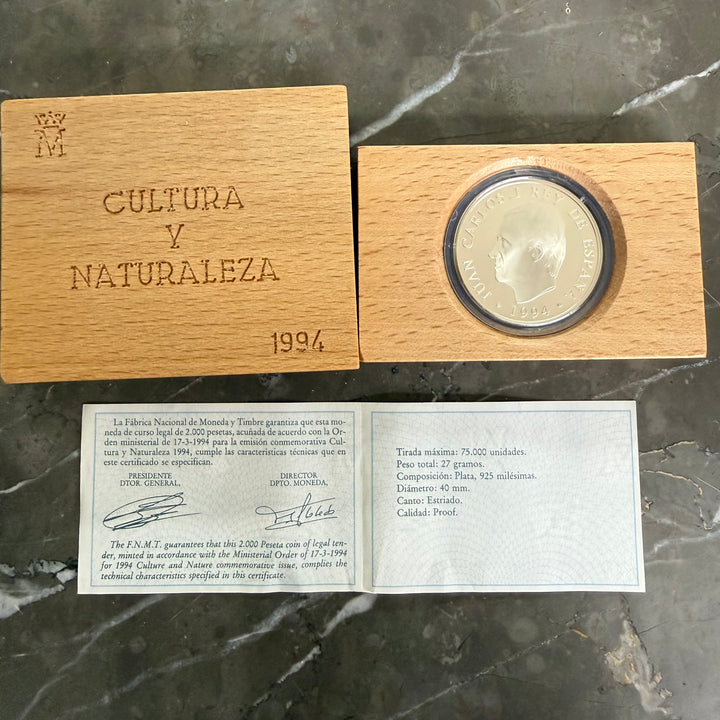 M
CULTURA
Y
NATURALEZA
1994
JUAN CARLOS I REY DE ESPAÑA
1994
La Fábrica Nacional de Moneda y Timbre garantiza que esta mo-
neda de curso legal de 2.000 pesetas, acuñada de acuerdo con la Or-
den ministerial de 17-3-1994 para la emisión conmemorativa Cul-
tura y Naturaleza 1994, cumple las características técnicas que en
este certificado se especifican.
PRESIDENTE
DTOR. GENERAL,
DIRECTOR
DPTO. MONEDA,
The F.N.M.T. guarantees that this 2.000 Peseta coin of legal ten-
der, minted in accordance with the Ministerial Order of 17-3-1994
for 1994 Culture and Nature commemorative issue, complies the
technical characteristics specified in this certificate.
Tirada máxima: 75.000 unidades.
Peso total: 27 gramos.
Composición: Plata, 925 milésimas.
Diámetro: 40 mm.
Canto: Estriado.
Calidad: Proof.